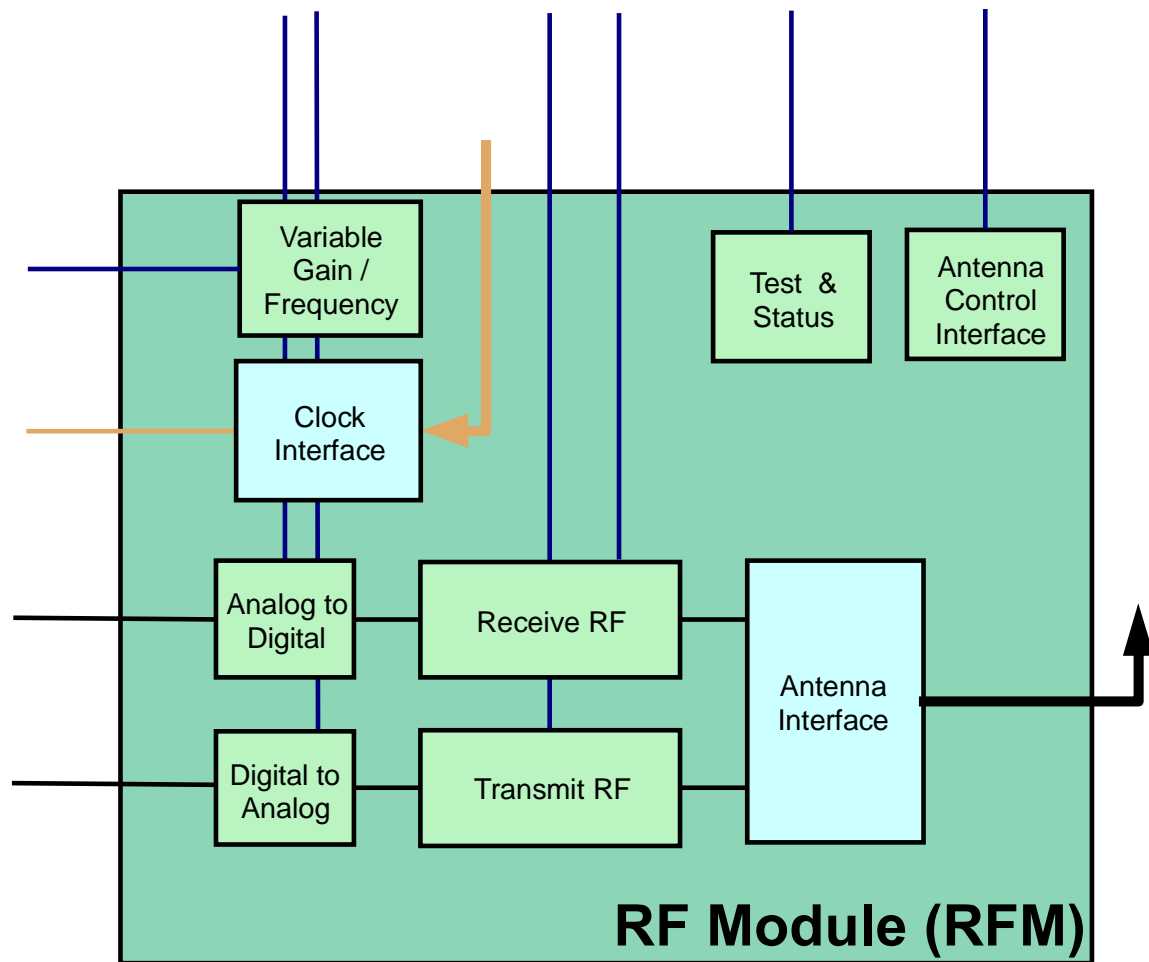 Variable
Gain /
Frequency
Test &
Status
Antenna
Control
Interface
Clock
Interface
Analog to
Digital
Receive RF
Antenna
Interface
Digital to
Analog
Transmit RF
RF Module (RFM)